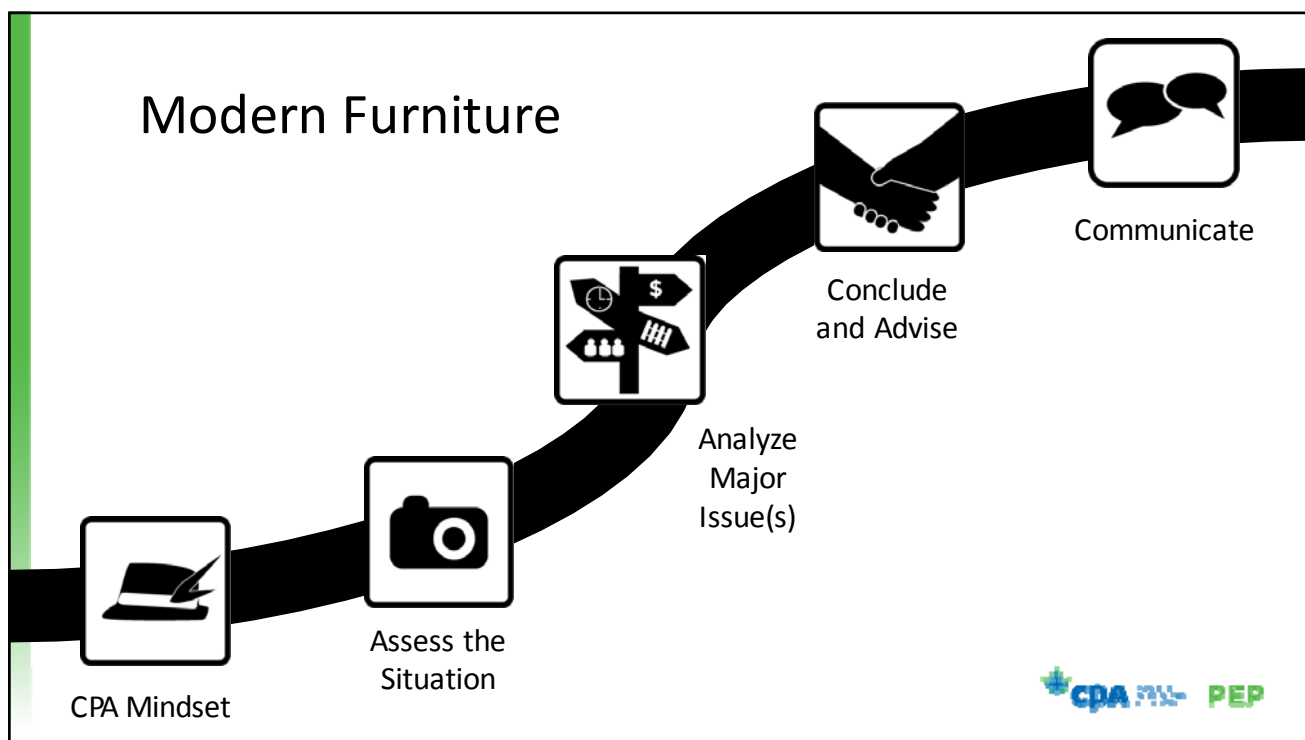 Modern Furniture
CPA Mindset
Assess the
Situation
$
Analyze
Major
Issue(s)
Conclude
and Advise
Communicate
CPA
PEP